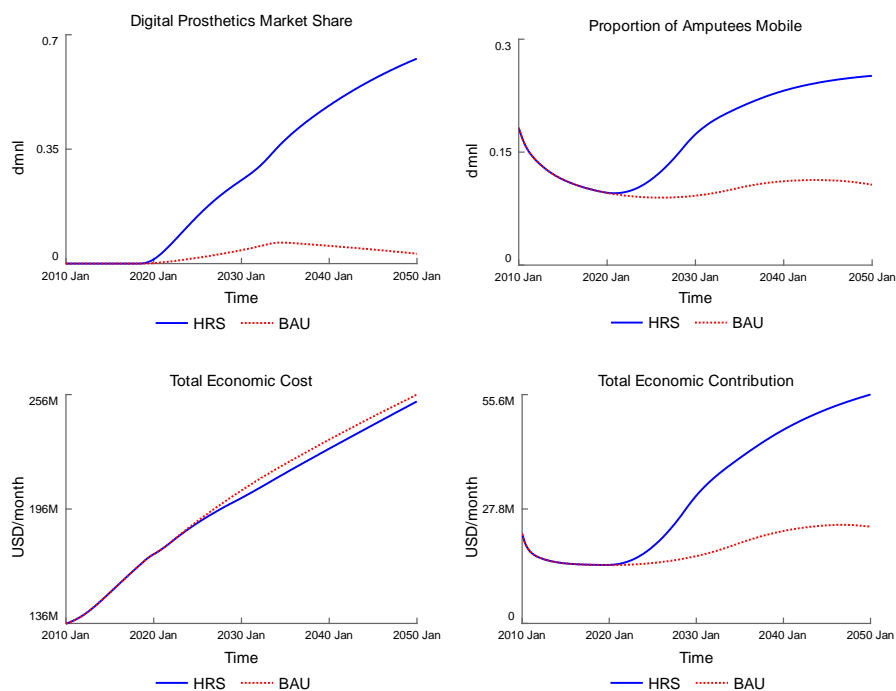 Digital Prosthetics Market Share
0.7
0.35
0
dmnl
2010 Jan 2020 Jan 2030 Jan 2040 Jan 2050 Jan
Time
HRS BAU
Proportion of Amputees Mobile
0.3
0.15
0
dmnl
2010 Jan 2020 Jan 2030 Jan 2040 Jan 2050 Jan
Time
HRS BAU
Total Economic Cost
256M
196M
136M
USD/month
2010 Jan 2020 Jan 2030 Jan 2040 Jan 2050 Jan
Time
HRS BAU
Total Economic Contribution
55.6M
27.8M
0
USD/month
2010 Jan 2020 Jan 2030 Jan 2040 Jan 2050 Jan
Time
HRS BAU